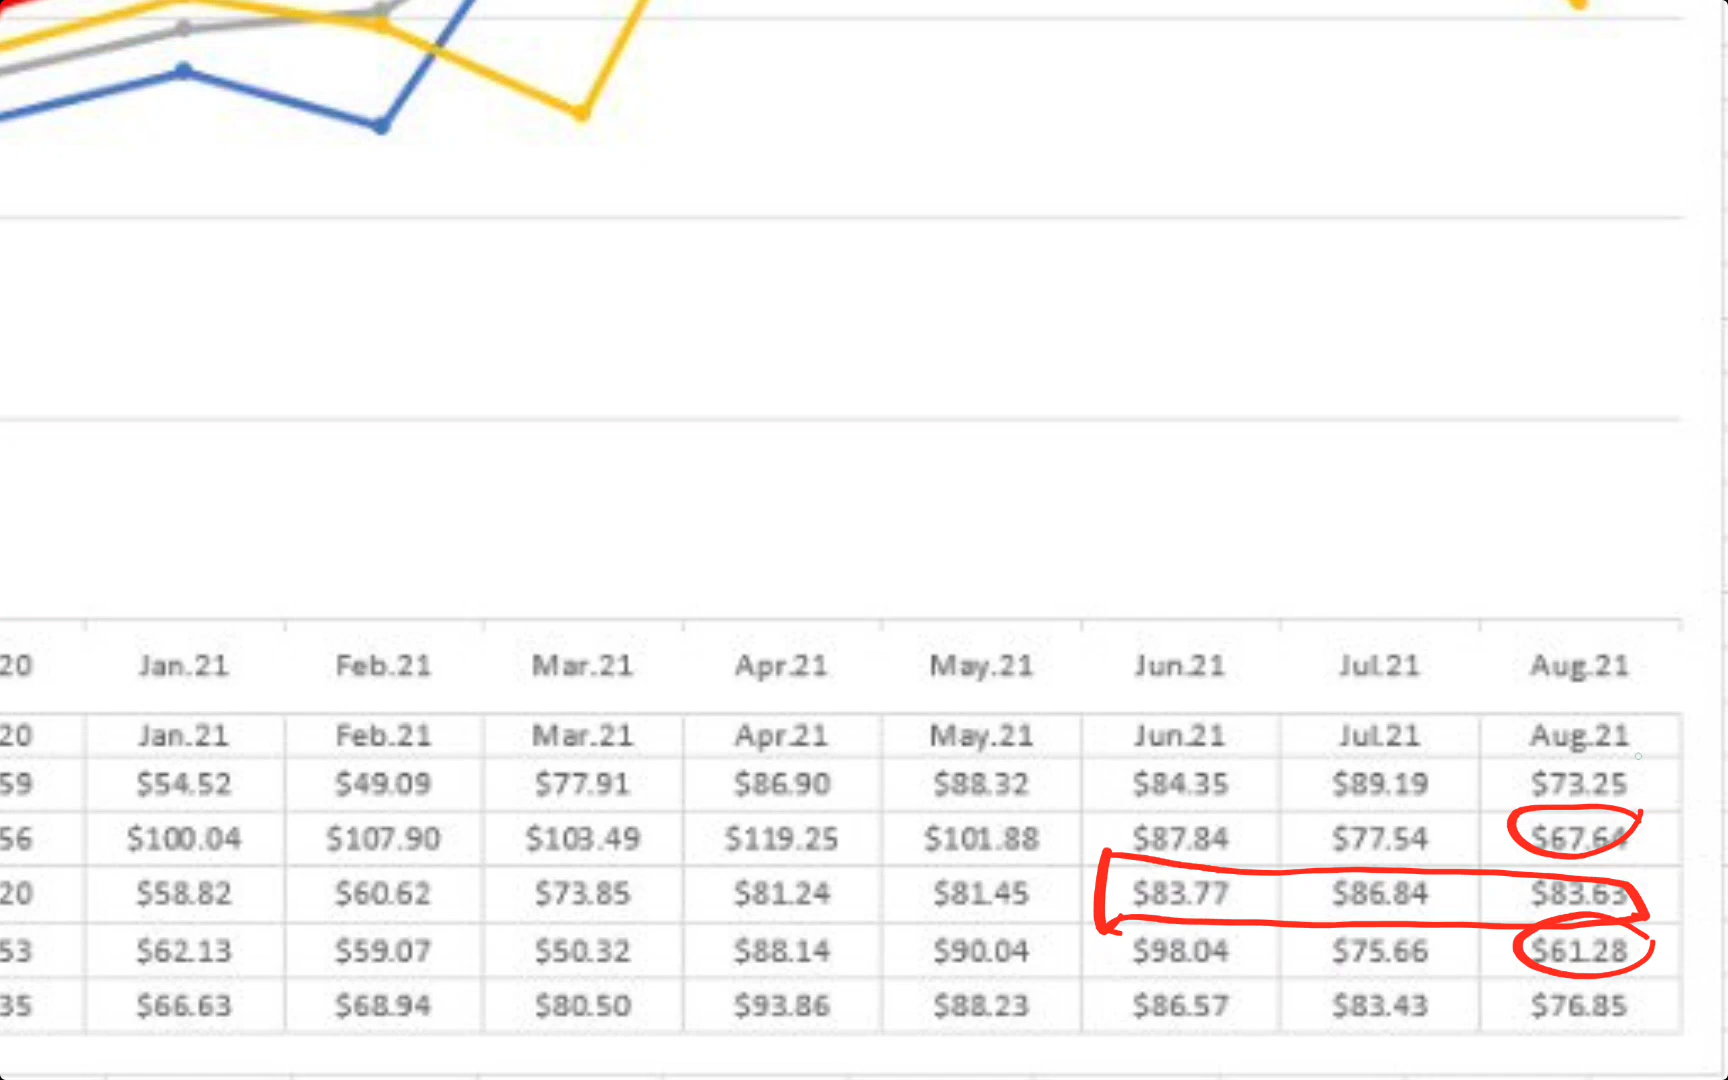 20 Jan.21 Feb.21 Mar.21 Apr.21 May.21 Jun.21 Jul.21 Aug.21
20 Jan.21 Feb.21 Mar.21 Apr.21 May.21 Jun.21 Jul.21 Aug.21
59 $54.52 $49.09 $77.91 $86.90 $88.32 $84.35 $89.19 $73.25
56 $100.04 $107.90 $103.49 $119.25 $101.88 $87.84 $77.54 $67.64
20 $58.82 $60.62 $73.85 $81.24 $81.45 $83.77 $86.84 $83.63
53 $62.13 $59.07 $50.32 $88.14 $90.04 $98.04 $75.66 $61.28
35 $66.63 $68.94 $80.50 $93.86 $88.23 $86.57 $83.43 $76.85